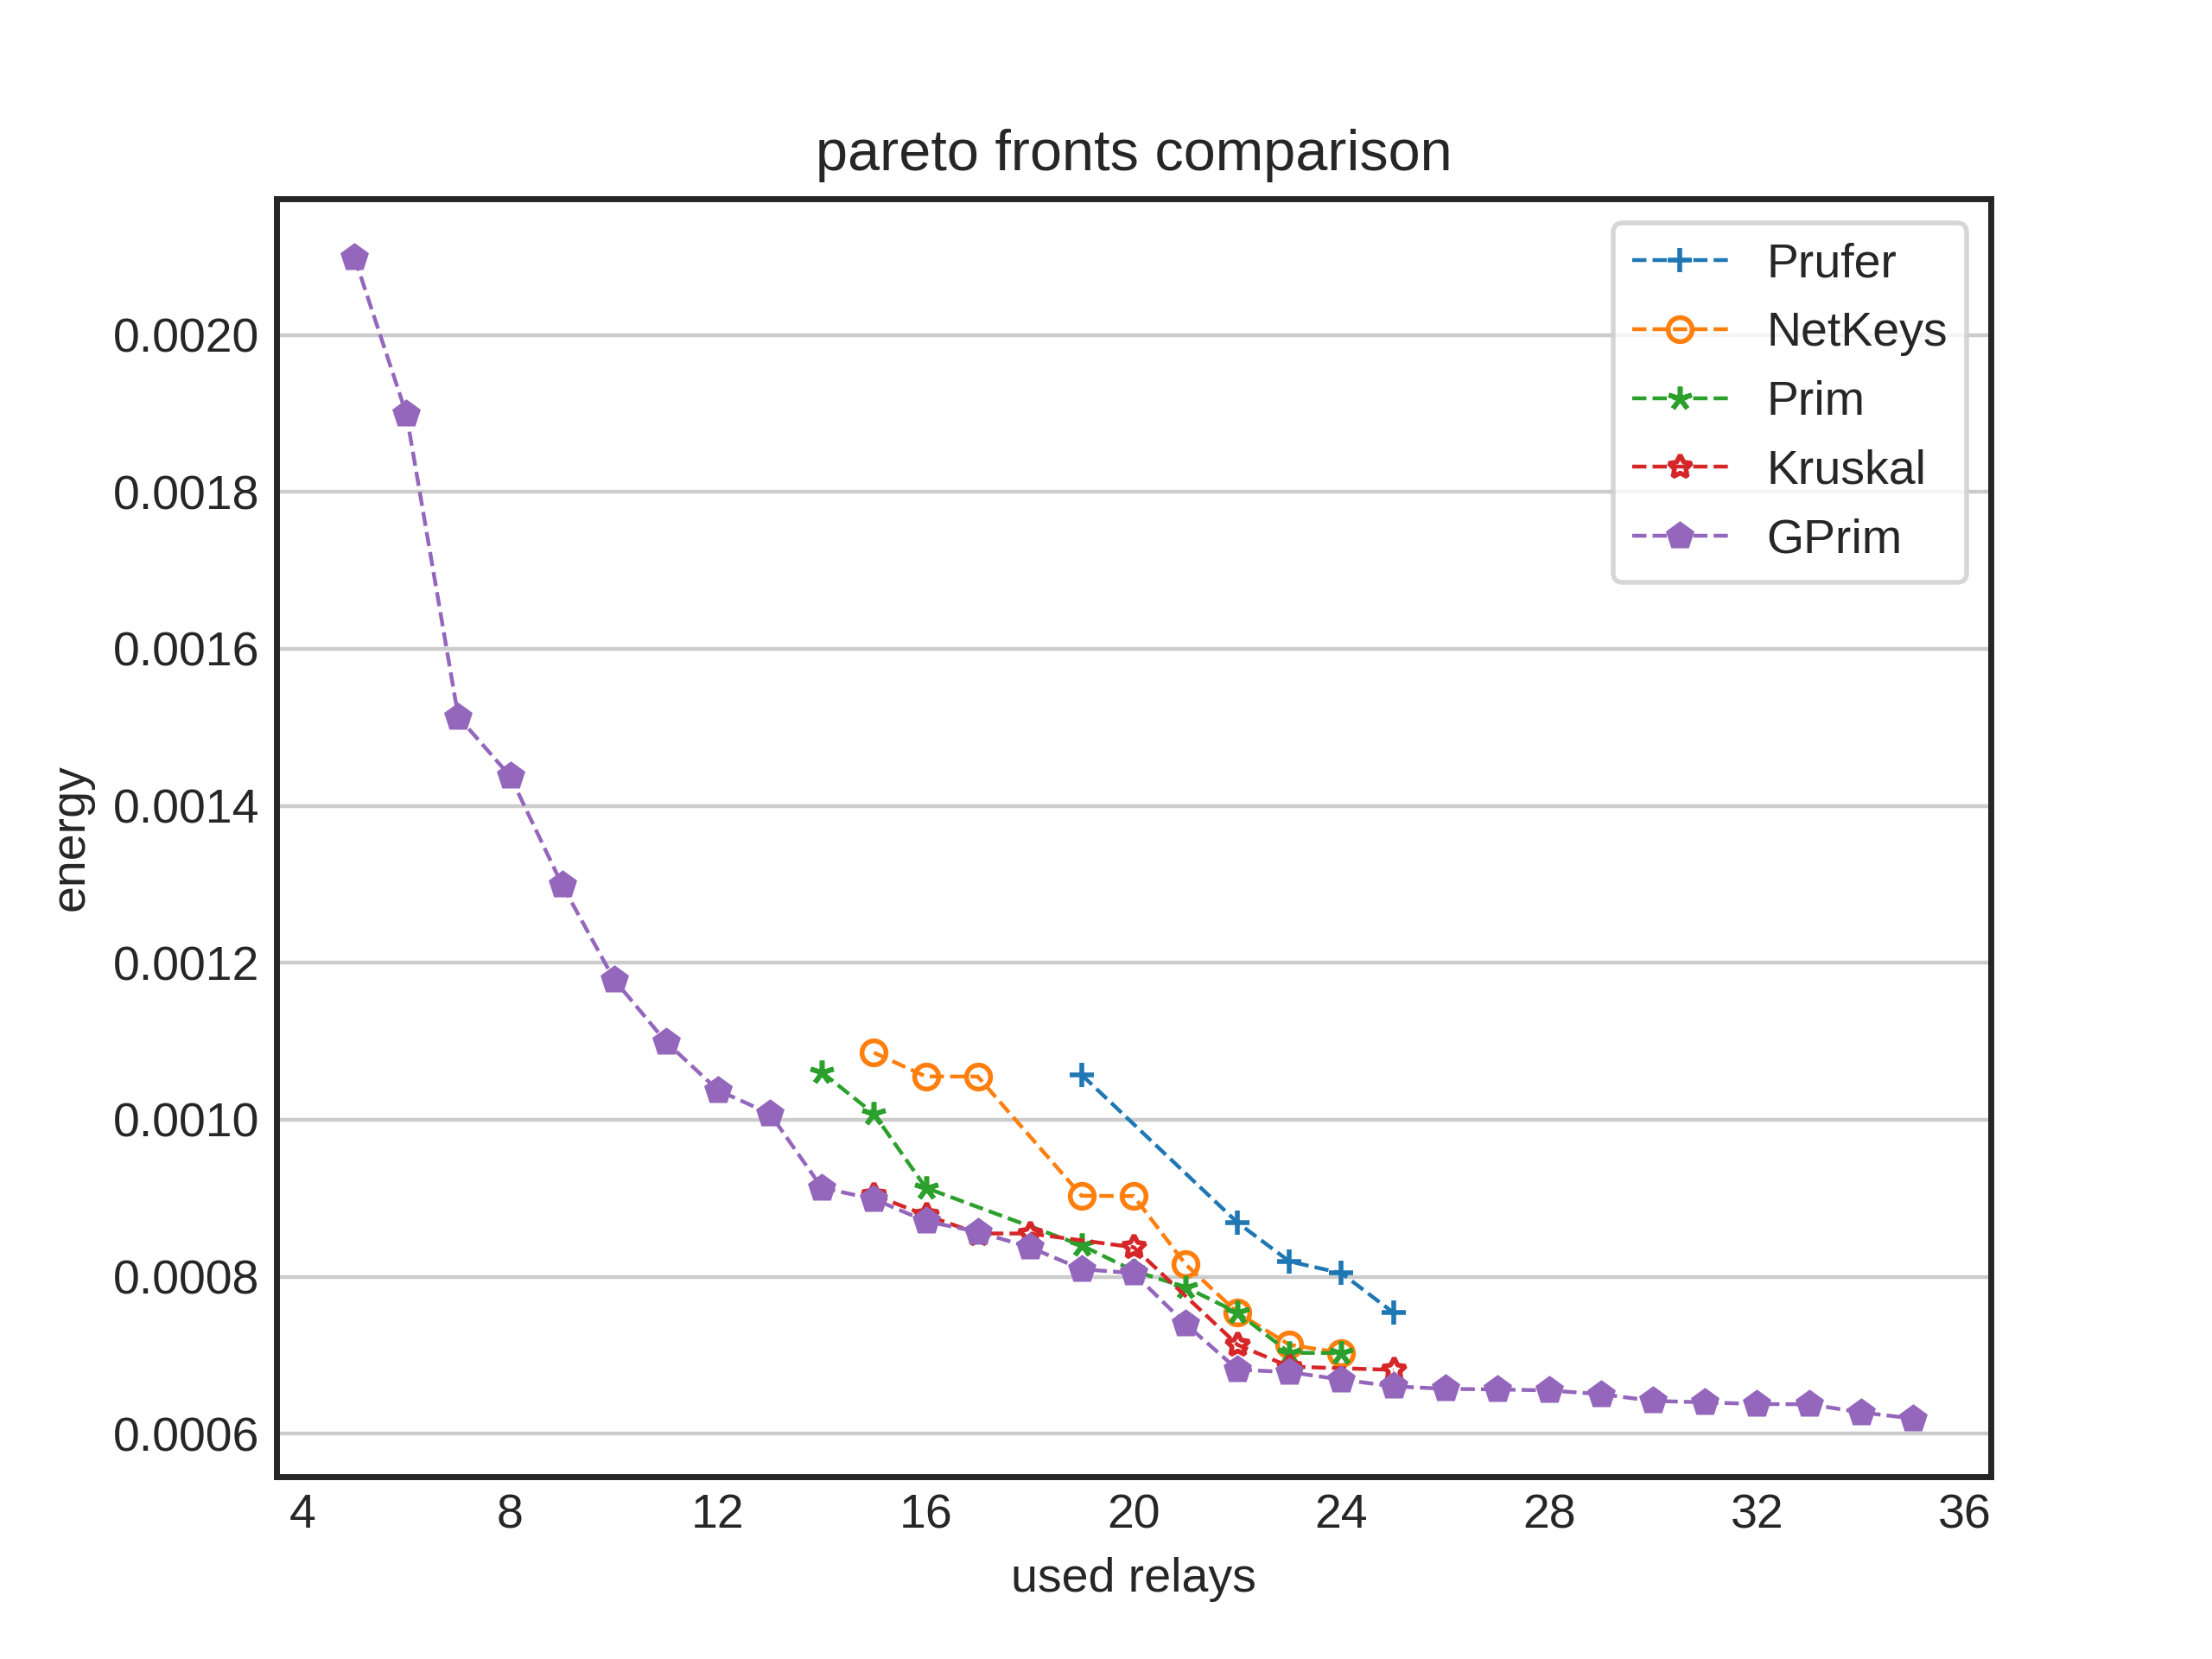 pareto fronts comparison
Prufer
NetKeys
Prim
Kruskal
GPrim
energy
0.0020
0.0018
0.0016
0.0014
0.0012
0.0010
0.0008
0.0006
4 8 12 16 20 24 28 32 36
used relays